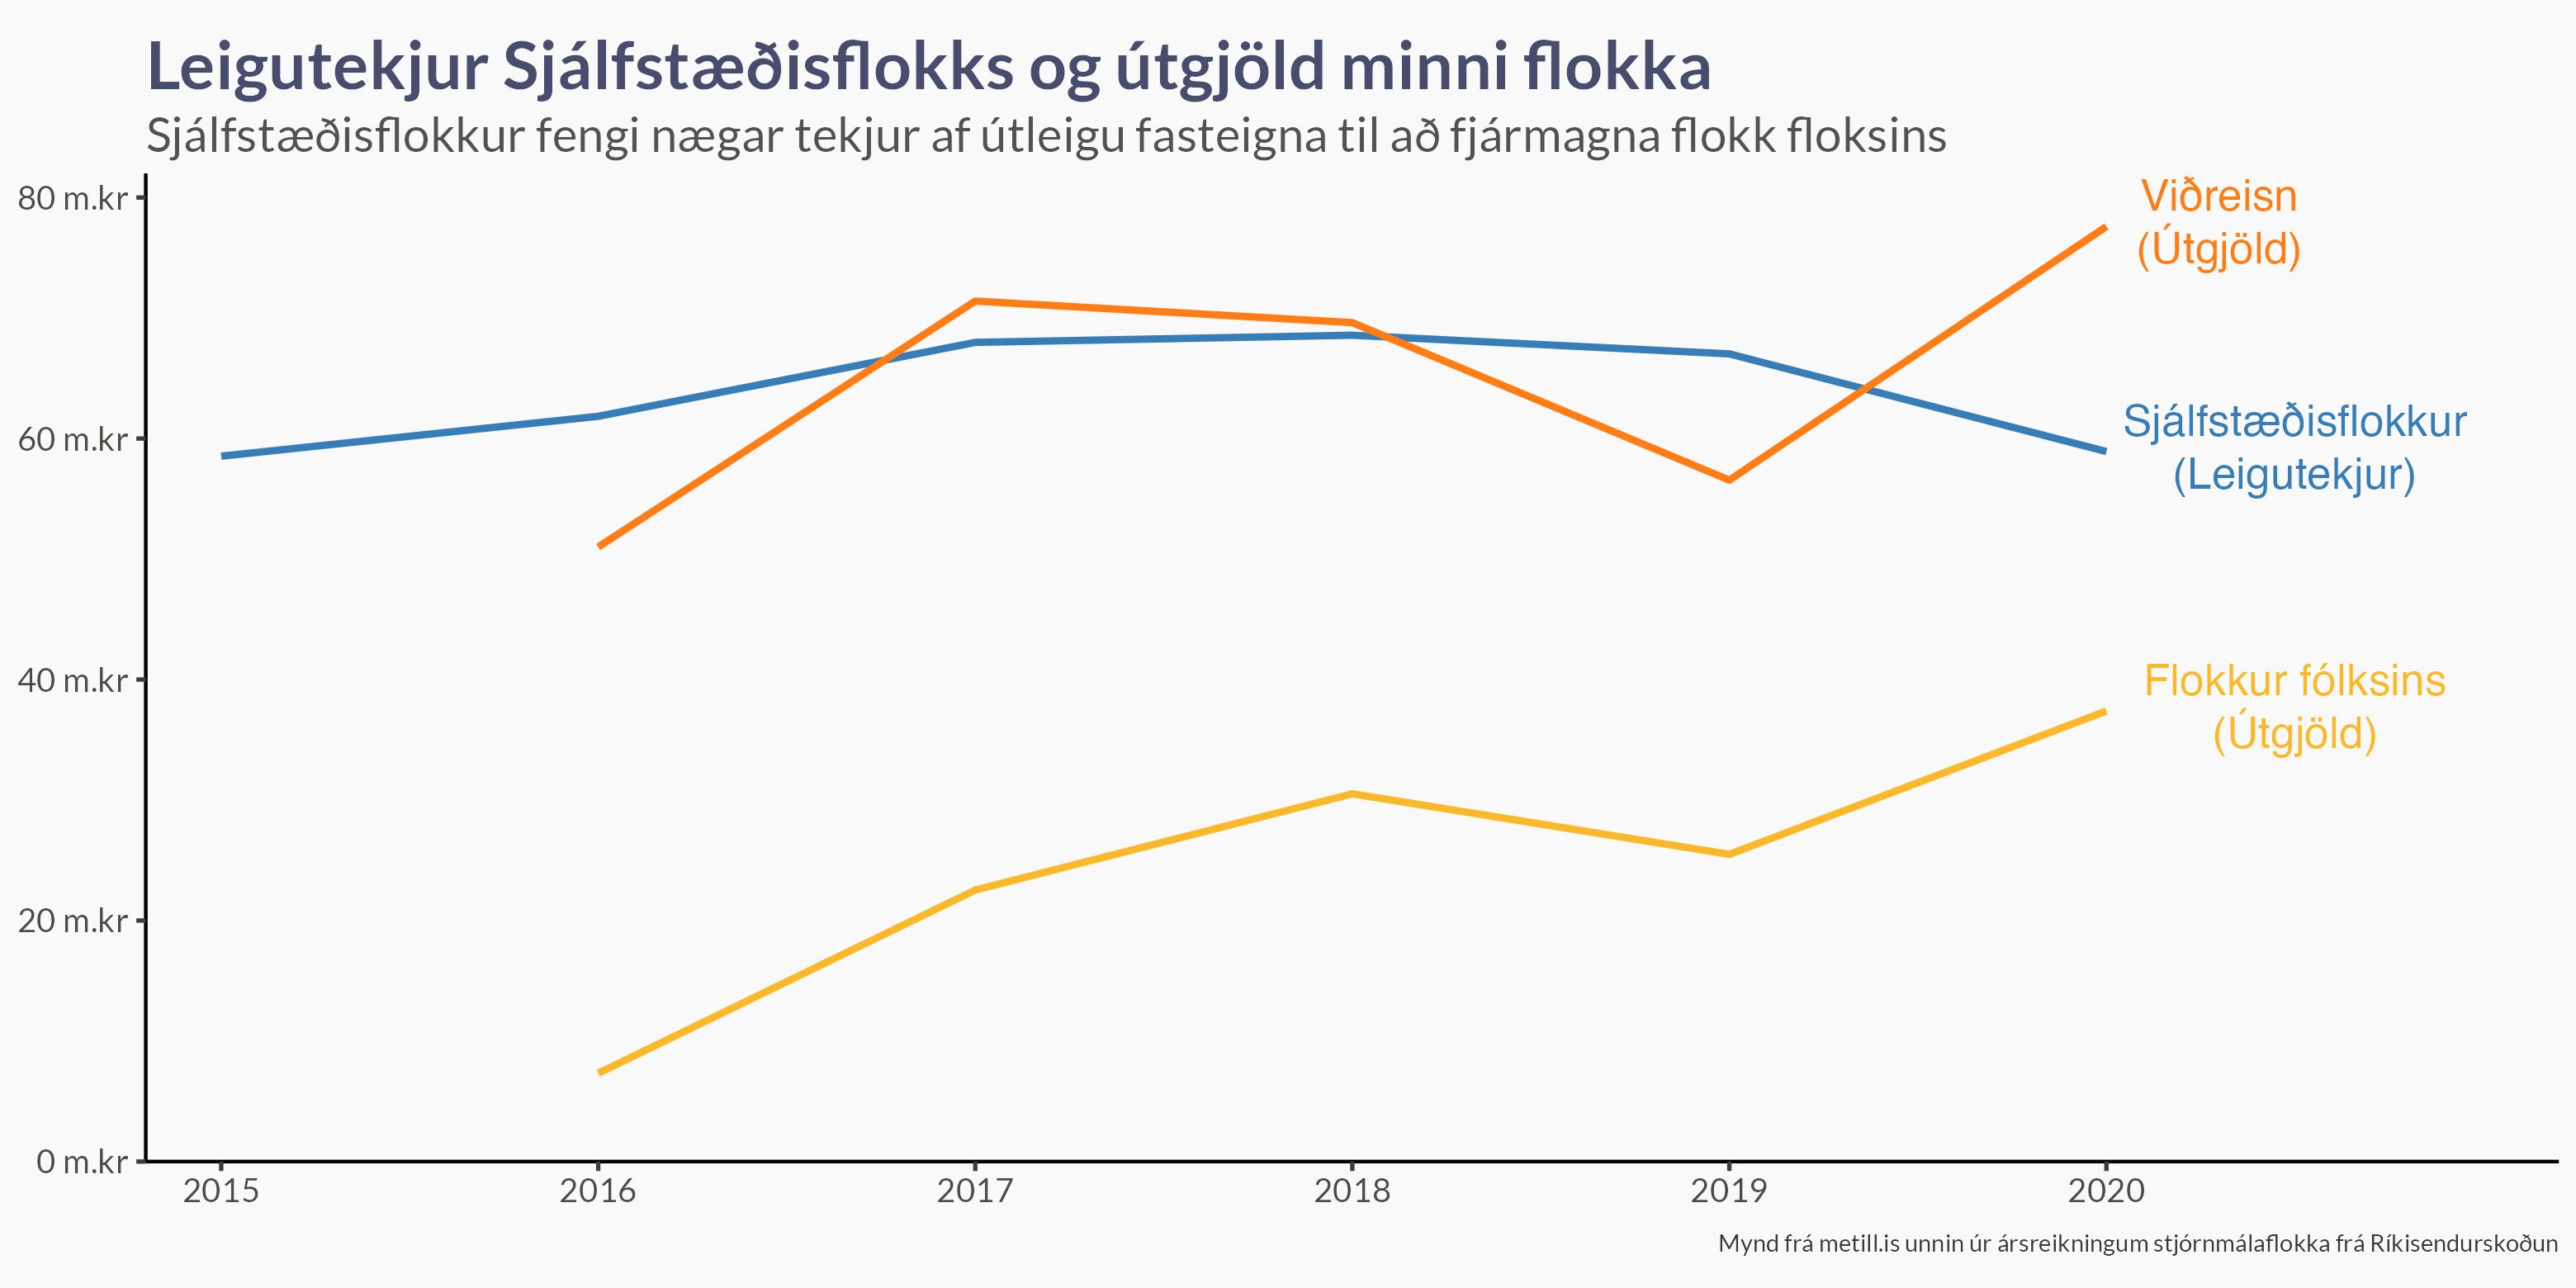 Leigutekjur Sjálfstæðisflokks og útgjöld minni flokka
Sjálfstæðisflokkur fengi nægar tekjur af útleigu fasteigna til að fjármagna flokk floksins
80 m.kr
60 m.kr
40 m.kr
20 m.kr
0 m.kr
Viðreisn
(Útgjöld)
Sjálfstæðisflokkur
(Leigutekjur)
Flokkur fólksins
(Útgjöld)
2015 2016 2017 2018 2019 2020
Mynd frá metill.is unnin úr ársreikningum stjórnmálaflokka frá Ríkisendurskoðun